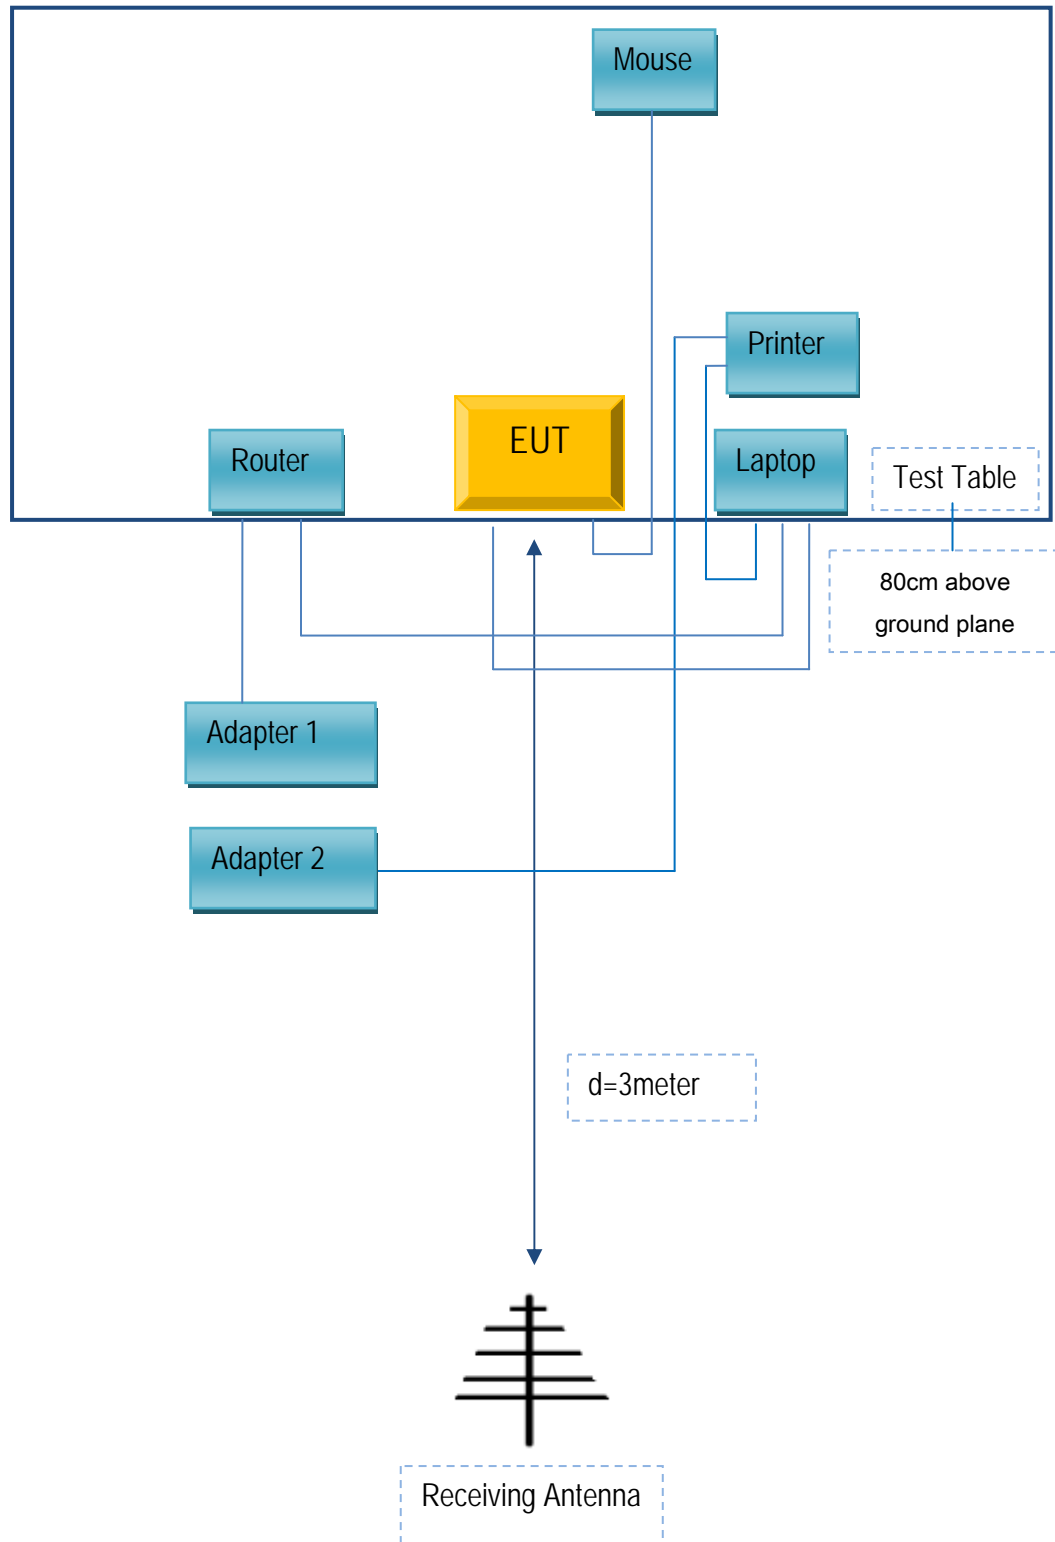 Mouse
Printer
EUT
Router
Laptop
Test Table
80cm above
ground plane
Adapter 1
Adapter 2
d=3meter
Receiving Antenna